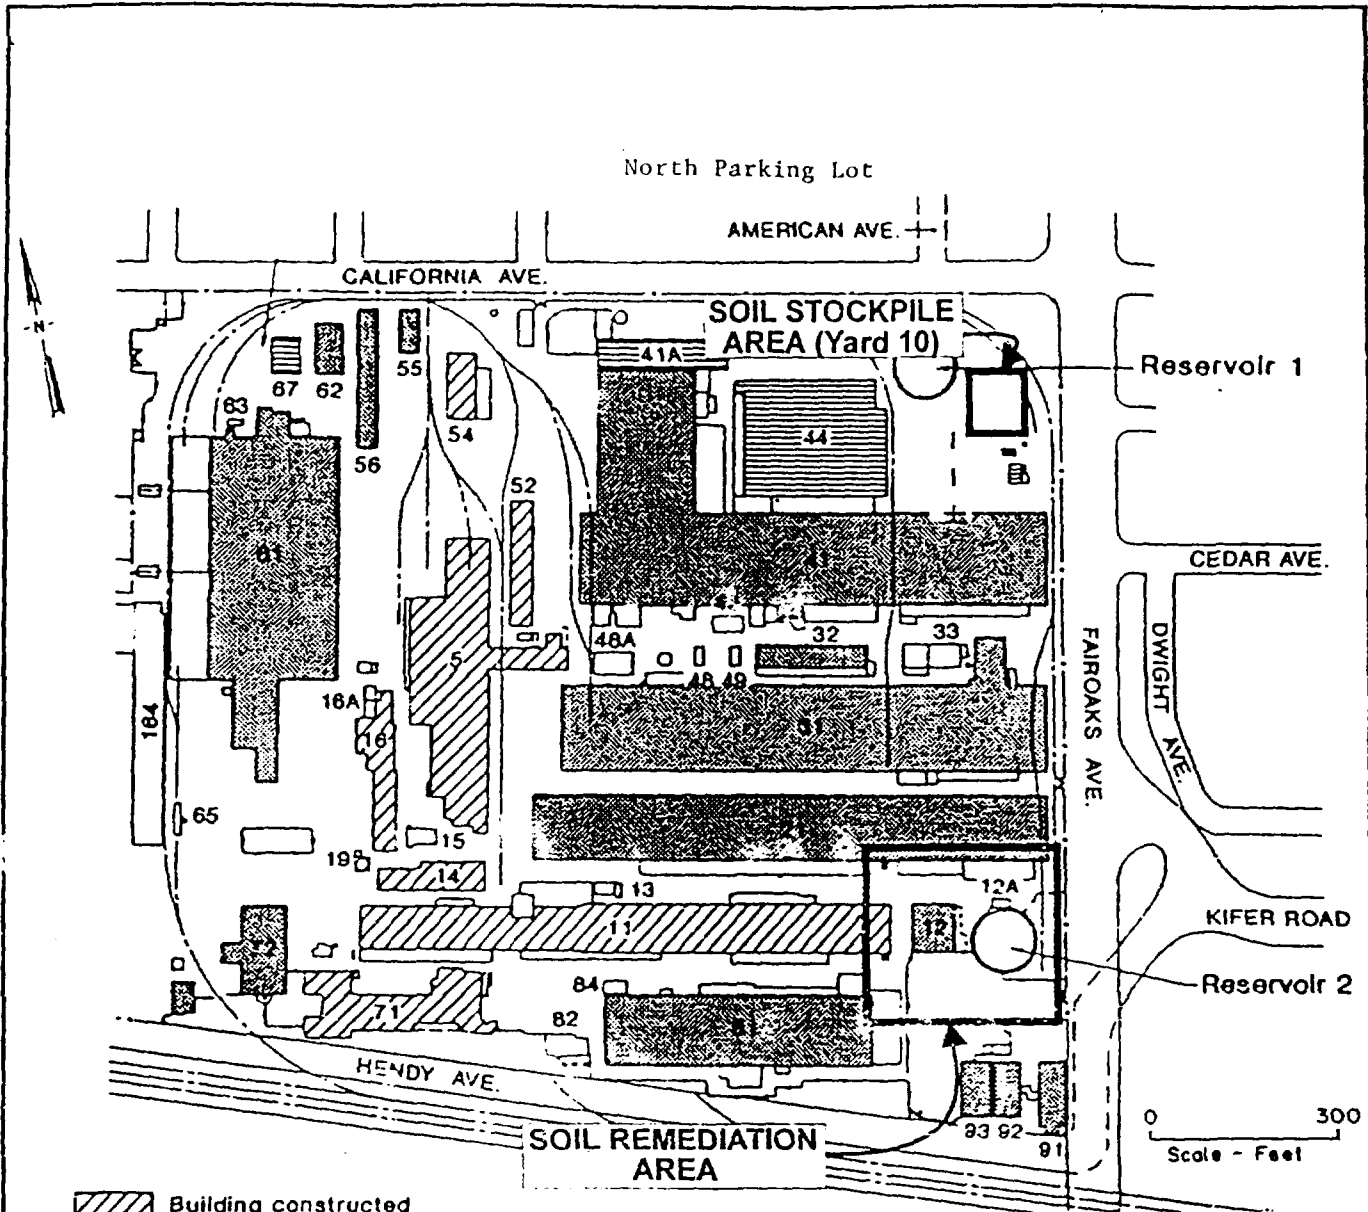 North Parking Lot
AMERICAN AVE.
CALIFORNIA AVE.
-N-
SOIL STOCKPILE
AREA (Yard 10)
41A
Reservoir 1
67
62
55
63
54
44
56
52
61
41
CEDAR AVE.
48A
32
33
5
48
49
FAIROAKS AVE.
DWIGHT AVE.
16A
16
164
31
65
15
21
19
14
13
12A
11
12
KIFER ROAD
72
84
Reservoir 2
71
82
81
HENDY AVE.
93
92
91
0 300
Scale - Feet
SOIL REMEDIATION
AREA
Building constructed